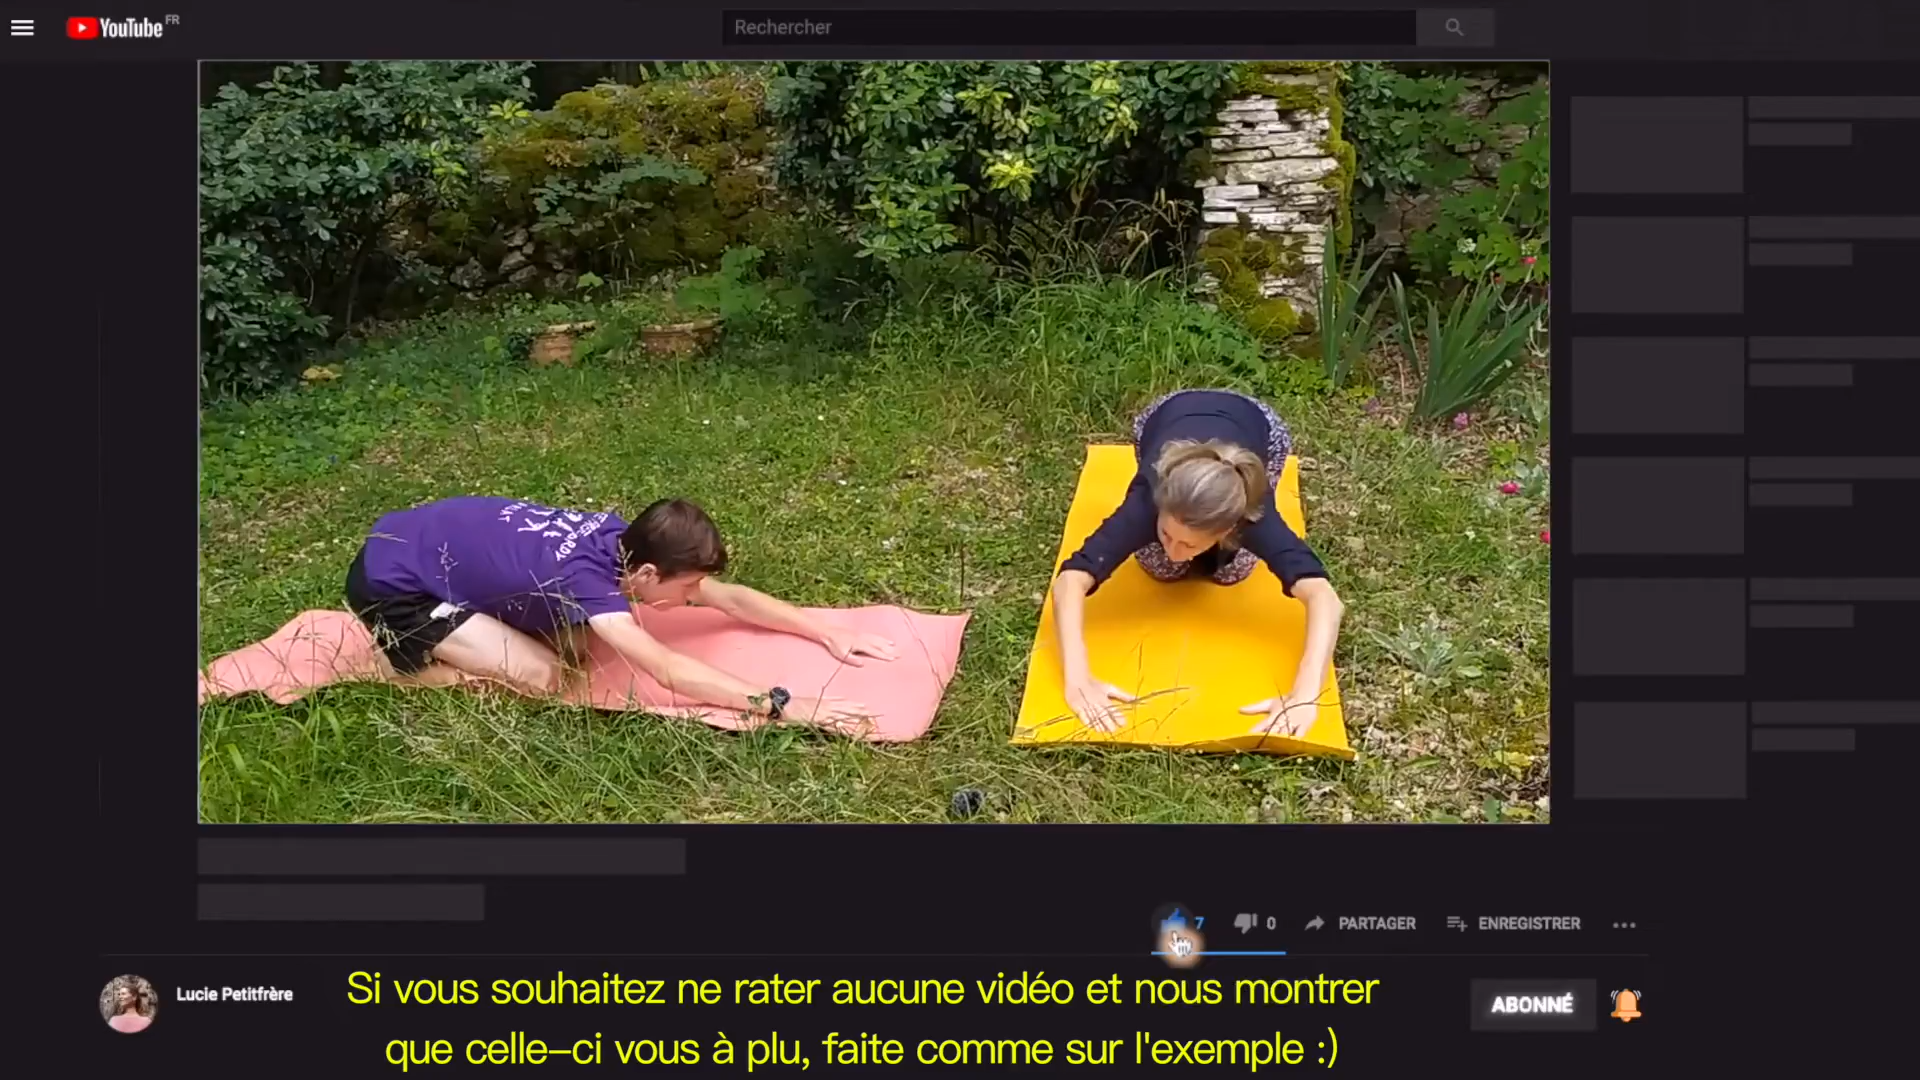 YouTube FR
Rechercher
7
0
PARTAGER
ENREGISTRER
Lucie Petitfrère
ABONNÉ
Si vous souhaitez ne rater aucune vidéo et nous montrer
que celle-ci vous à plu, faite comme sur l'exemple :)